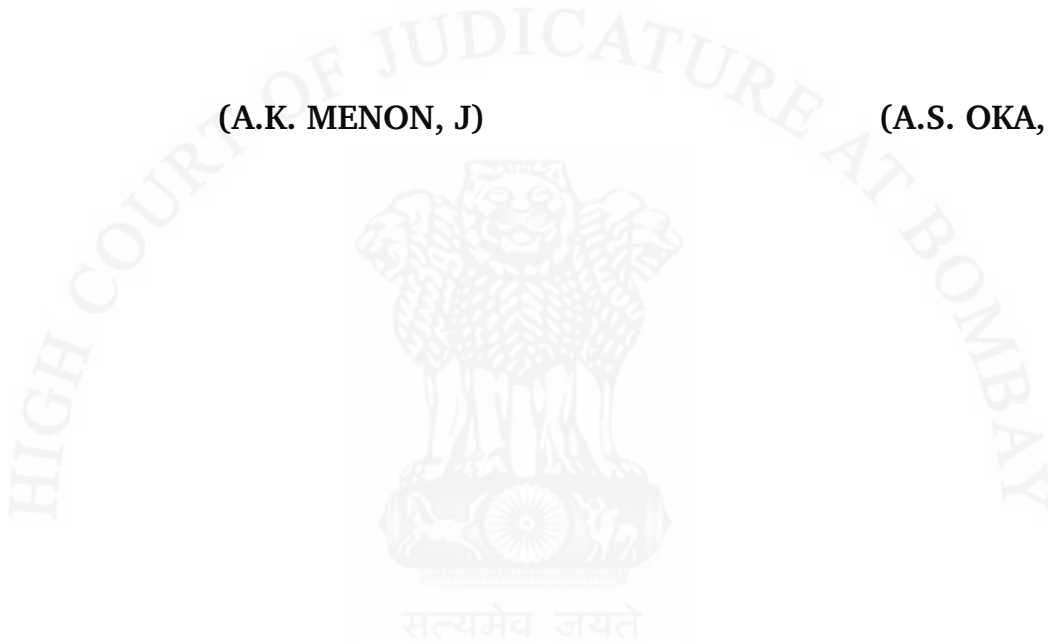 HIGH COURT OF JUDICATURE AT BOMBAY
(A.K. MENON, J)          (A.S. OKA,
सत्यमेव जयते